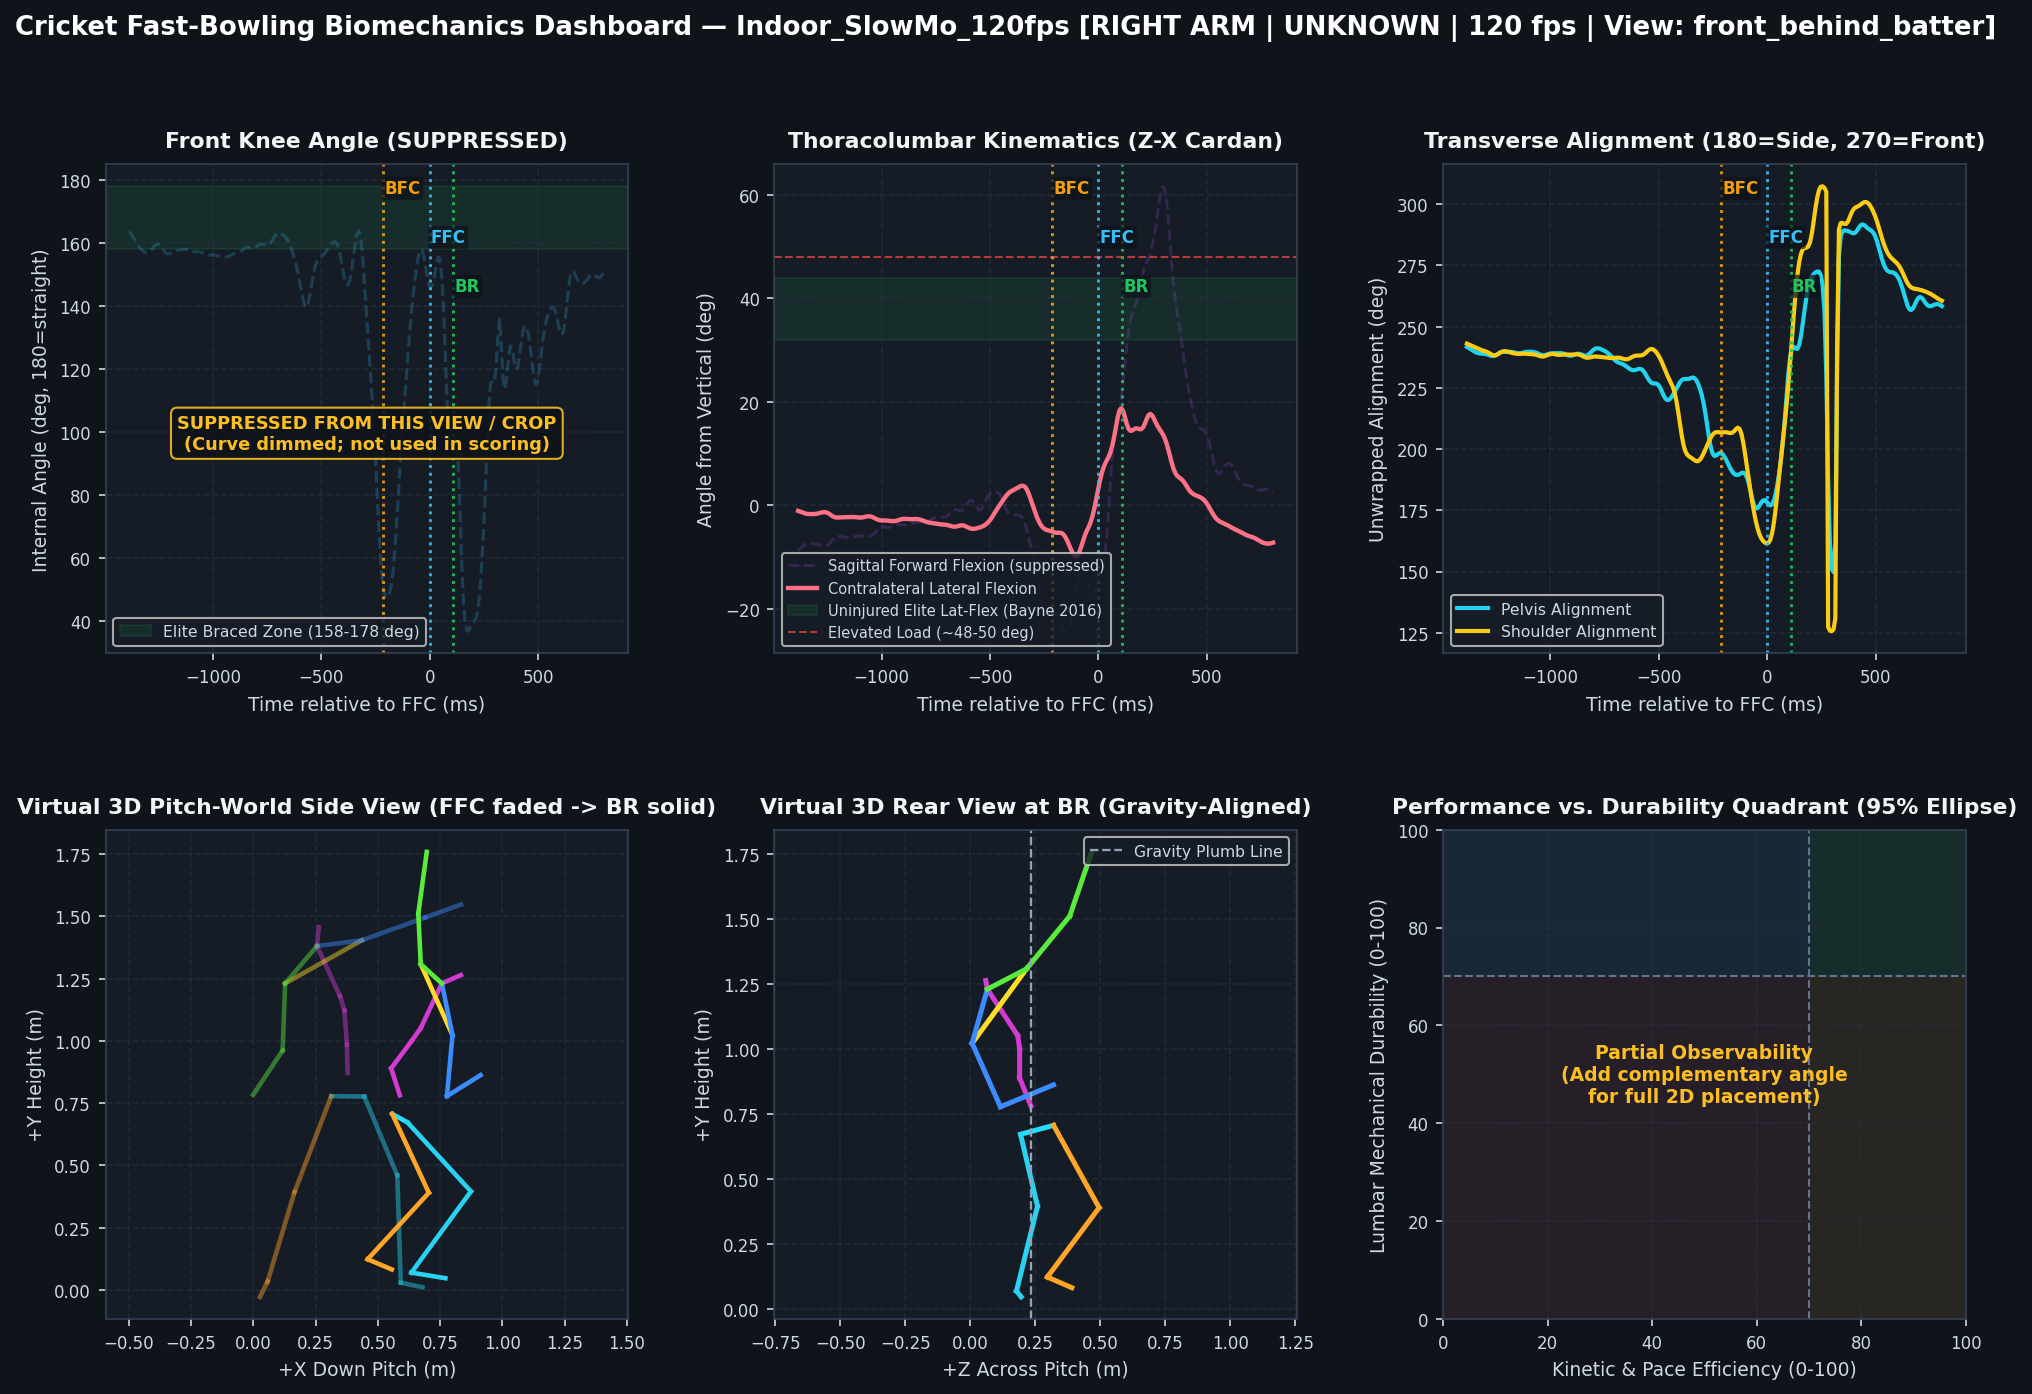 Cricket Fast-Bowling Biomechanics Dashboard — Indoor_SlowMo_120fps [RIGHT ARM | UNKNOWN | 120 fps | View: front_behind_batter]
Front Knee Angle (SUPPRESSED)
Internal Angle (deg, 180=straight)
180
160
140
120
100
80
60
40
BFC
FFC
BR
SUPPRESSED FROM THIS VIEW / CROP
(Curve dimmed; not used in scoring)
Elite Braced Zone (158-178 deg)
−1000
−500
0
500
Time relative to FFC (ms)
Thoracolumbar Kinematics (Z-X Cardan)
Angle from Vertical (deg)
60
40
20
0
−20
BFC
FFC
BR
Sagittal Forward Flexion (suppressed)
Contralateral Lateral Flexion
Uninjured Elite Lat-Flex (Bayne 2016)
Elevated Load (~48-50 deg)
−1000
−500
0
500
Time relative to FFC (ms)
Transverse Alignment (180=Side, 270=Front)
Unwrapped Alignment (deg)
300
275
250
225
200
175
150
125
BFC
FFC
BR
Pelvis Alignment
Shoulder Alignment
−1000
−500
0
500
Time relative to FFC (ms)
Virtual 3D Pitch-World Side View (FFC faded -> BR solid)
+Y Height (m)
1.75
1.50
1.25
1.00
0.75
0.50
0.25
0.00
−0.50
−0.25
0.00
0.25
0.50
0.75
1.00
1.25
1.50
+X Down Pitch (m)
Virtual 3D Rear View at BR (Gravity-Aligned)
+Y Height (m)
1.75
1.50
1.25
1.00
0.75
0.50
0.25
0.00
Gravity Plumb Line
−0.75
−0.50
−0.25
0.00
0.25
0.50
0.75
1.00
1.25
+Z Across Pitch (m)
Performance vs. Durability Quadrant (95% Ellipse)
Lumbar Mechanical Durability (0-100)
100
80
60
40
20
0
Partial Observability
(Add complementary angle
for full 2D placement)
0
20
40
60
80
100
Kinetic & Pace Efficiency (0-100)